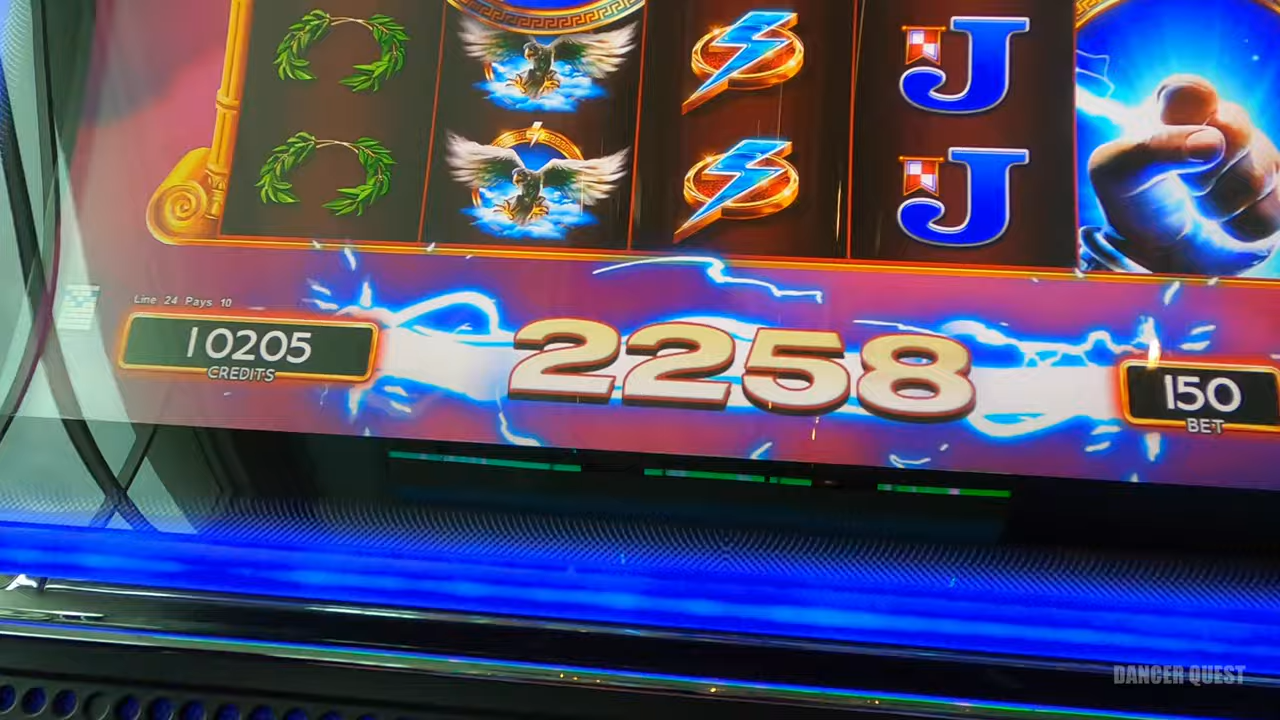 J
J
Line 24 Pays 10
10205
CREDITS
2258
150
BET
DANCER QUEST